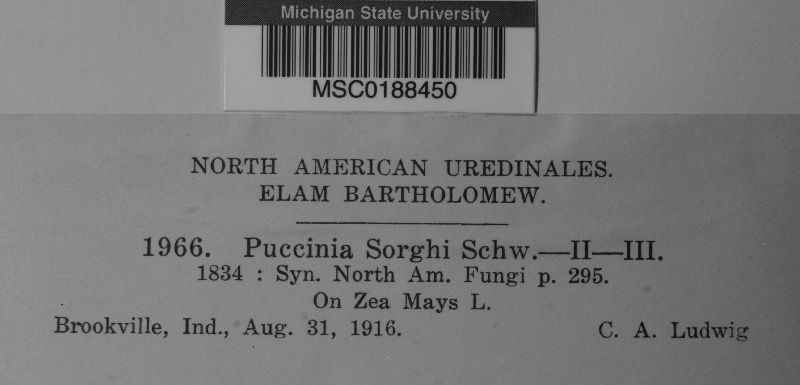 Michigan State University
MSC0188450
NORTH AMERICAN UREDINALES.
ELAM BARTHOLOMEW.
1966. Puccinia Sorghi Schw.—II—III.
1834 : Syn. North Am. Fungi p. 295.
On Zea Mays L.
Brookville, Ind., Aug. 31, 1916. C. A. Ludwig